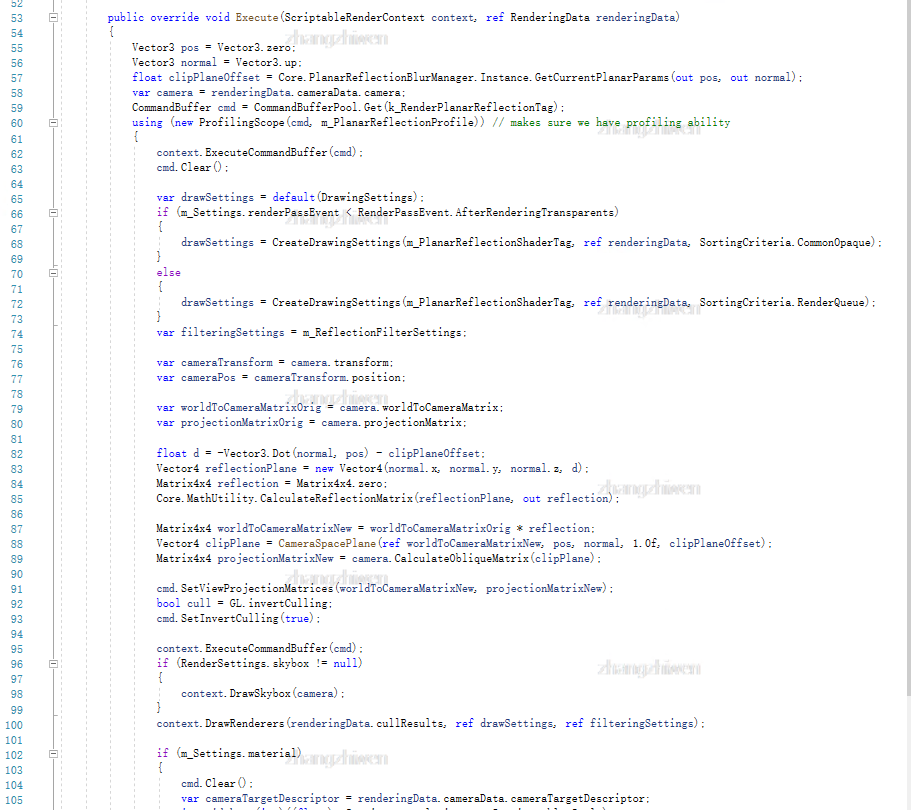 52
53 public override void Execute(ScriptableRenderContext context, ref RenderingData renderingData)
54 {
55 Vector3 pos = Vector3.zero;
56 Vector3 normal = Vector3.up;
57 float clipPlaneOffset = Core.PlanarReflectionBlurManager.Instance.GetCurrentPlanarParams(out pos, out normal);
58 var camera = renderingData.cameraData.camera;
59 CommandBuffer cmd = CommandBufferPool.Get(k_RenderPlanarReflectionTag);
60 using (new ProfilingScope(cmd, m_PlanarReflectionProfile)) // makes sure we have profiling ability
61 {
62 context.ExecuteCommandBuffer(cmd);
63 cmd.Clear();
64
65 var drawSettings = default(DrawingSettings);
66 if (m_Settings.renderPassEvent < RenderPassEvent.AfterRenderingTransparents)
67 {
68 drawSettings = CreateDrawingSettings(m_PlanarReflectionShaderTag, ref renderingData, SortingCriteria.CommonOpaque);
69 }
70 else
71 {
72 drawSettings = CreateDrawingSettings(m_PlanarReflectionShaderTag, ref renderingData, SortingCriteria.RenderQueue);
73 }
74 var filteringSettings = m_ReflectionFilterSettings;
75
76 var cameraTransform = camera.transform;
77 var cameraPos = cameraTransform.position;
78
79 var worldToCameraMatrixOrig = camera.worldToCameraMatrix;
80 var projectionMatrixOrig = camera.projectionMatrix;
81
82 float d = -Vector3.Dot(normal, pos) - clipPlaneOffset;
83 Vector4 reflectionPlane = new Vector4(normal.x, normal.y, normal.z, d);
84 Matrix4x4 reflection = Matrix4x4.zero;
85 Core.MathUtility.CalculateReflectionMatrix(reflectionPlane, out reflection);
86
87 Matrix4x4 worldToCameraMatrixNew = worldToCameraMatrixOrig * reflection;
88 Vector4 clipPlane = CameraSpacePlane(ref worldToCameraMatrixNew, pos, normal, 1.0f, clipPlaneOffset);
89 Matrix4x4 projectionMatrixNew = camera.CalculateObliqueMatrix(clipPlane);
90
91 cmd.SetViewProjectionMatrices(worldToCameraMatrixNew, projectionMatrixNew);
92 bool cull = GL.invertCulling;
93 cmd.SetInvertCulling(true);
94
95 context.ExecuteCommandBuffer(cmd);
96 if (RenderSettings.skybox != null)
97 {
98 context.DrawSkybox(camera);
99 }
100 context.DrawRenderers(renderingData.cullResults, ref drawSettings, ref filteringSettings);
101
102 if (m_Settings.material)
103 {
104 cmd.Clear();
105 var cameraTargetDescriptor = renderingData.cameraData.cameraTargetDescriptor;
zhangzhiwen
zhangzhiwen
zhangzhiwen
zhangzhiwen
zhangzhiwen
zhangzhiwen
zhangzhiwen
zhangzhiwen
zhangzhiwen